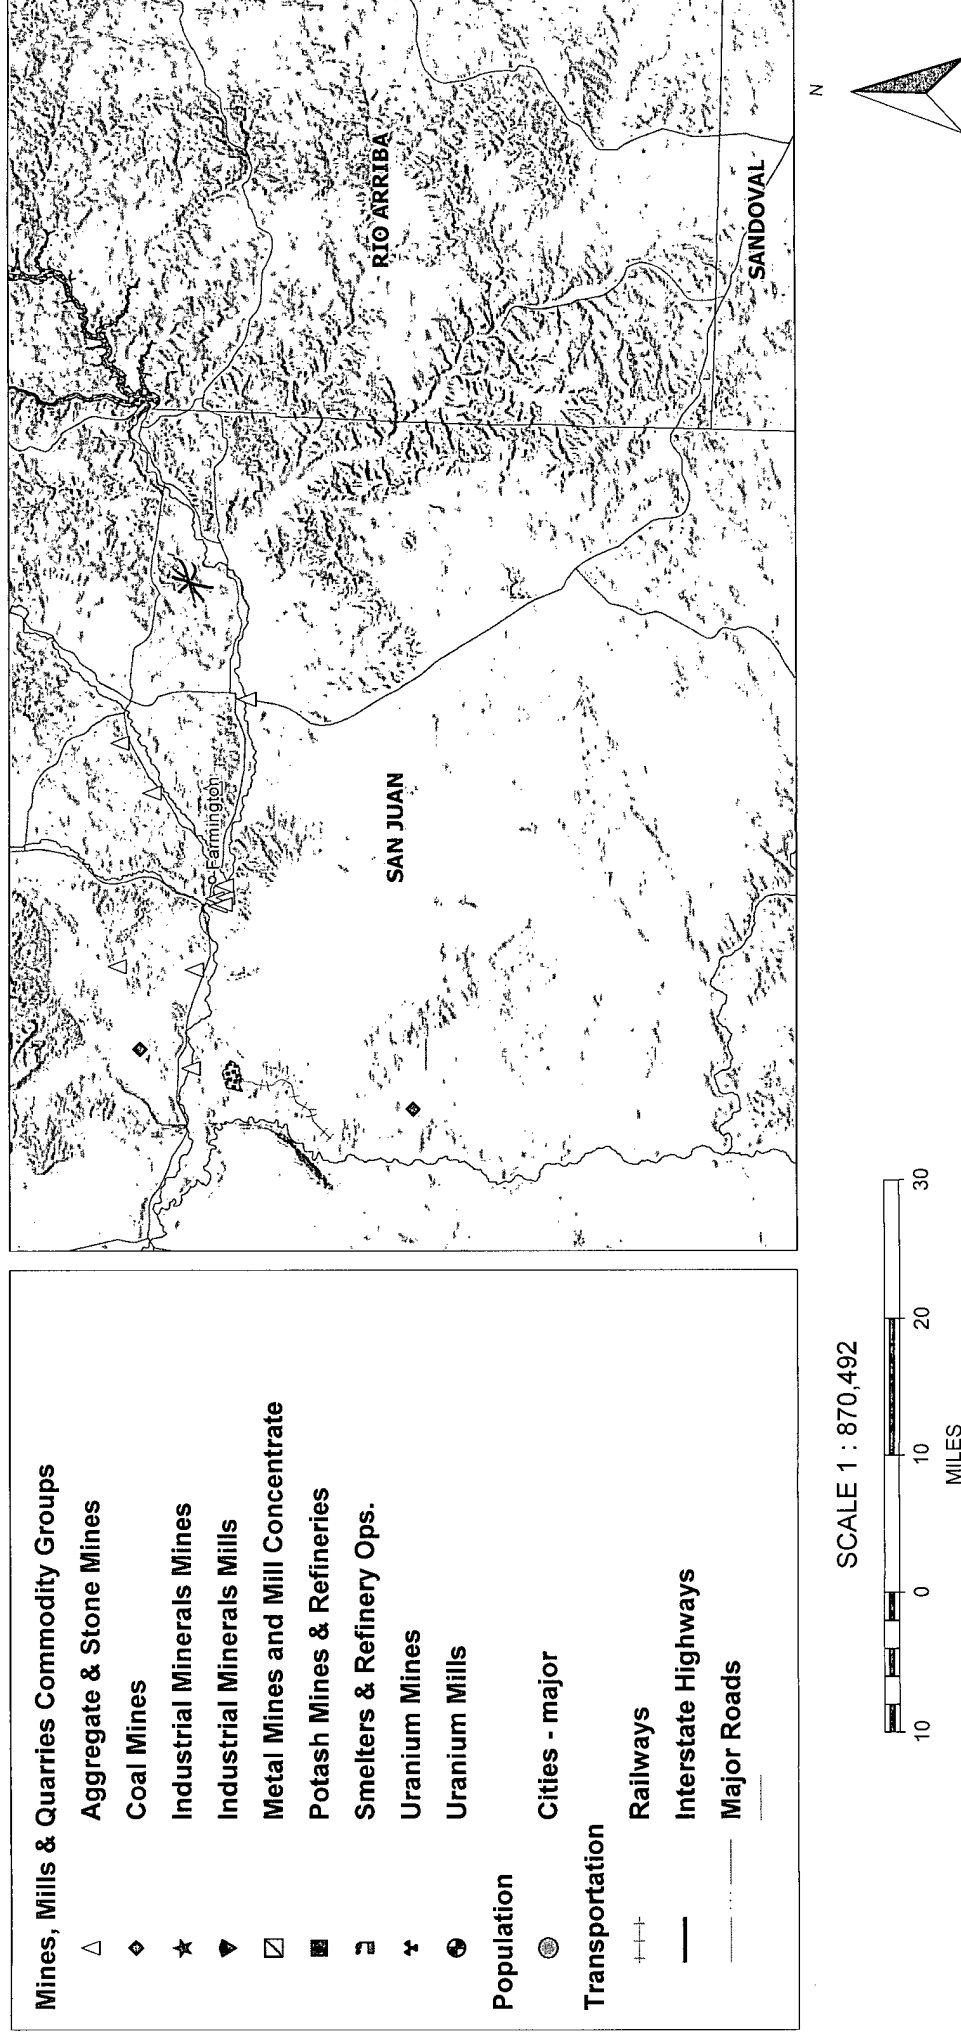 Mines, Mills & Quarries Commodity Groups
Aggregate & Stone Mines
Coal Mines
Industrial Minerals Mines
Industrial Minerals Mills
Metal Mines and Mill Concentrate
Potash Mines & Refineries
Smelters & Refinery Ops.
Uranium Mines
Uranium Mills
Population
Cities - major
Transportation
Railways
Interstate Highways
Major Roads
Farmington
SAN JUAN
RIO ARRIBA
SANDOVAL
SCALE 1 : 870,492
10 0 10 20 30
MILES
N